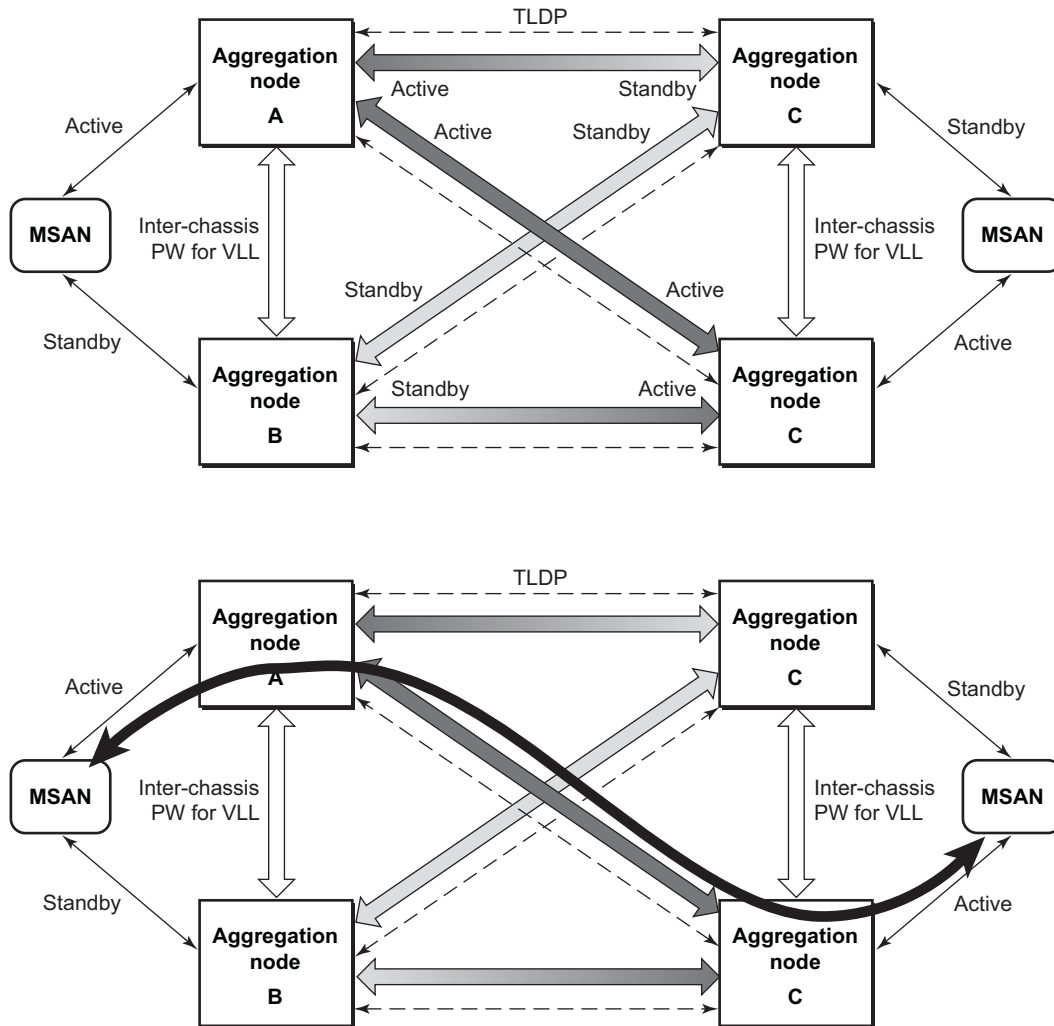 TLDP
Aggregation
node
A
Aggregation
node
C
Active
Standby
Active
Standby
Active
Standby
MSAN
Inter-chassis
PW for VLL
Inter-chassis
PW for VLL
MSAN
Standby
Active
Standby
Active
Aggregation
node
B
Standby
Active
Aggregation
node
C
TLDP
Aggregation
node
A
Aggregation
node
C
Active
Standby
MSAN
Inter-chassis
PW for VLL
Inter-chassis
PW for VLL
MSAN
Standby
Active
Aggregation
node
B
Aggregation
node
C